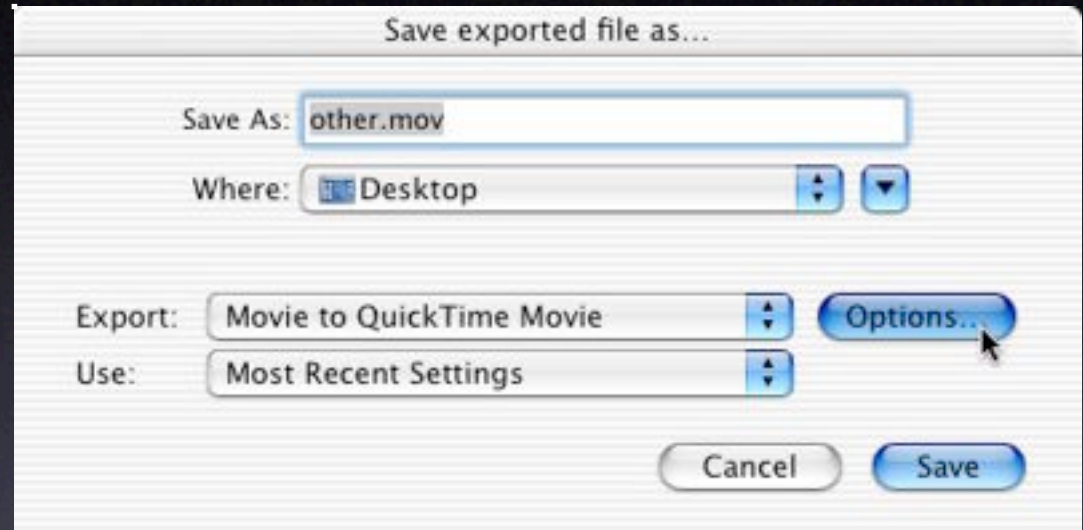 Save exported file as...
Save As: other.mov
Where: Desktop
Export: Movie to QuickTime Movie Options...
Use: Most Recent Settings
Cancel Save